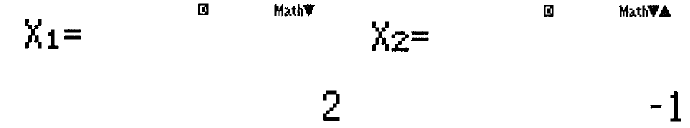 D Math▼
X1=
2
D Math▼▲
X2=
-1